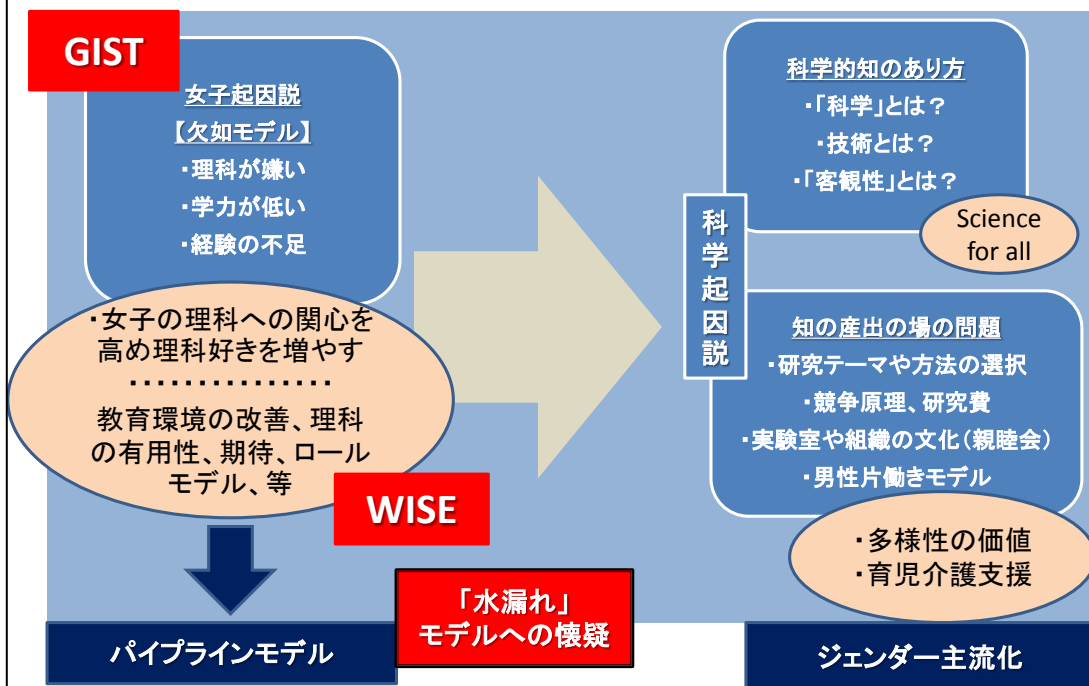 GIST
女子起因説
【欠如モデル】
・理科が嫌い
・学力が低い
・経験の不足
・女子の理科への関心を
高め理科好きを増やす
・・・・・・・・・・・・・・・
教育環境の改善、理科
の有用性、期待、ロール
モデル、等
WISE
パイプラインモデル
「水漏れ」
モデルへの懐疑
科学起因説
科学的知のあり方
・「科学」とは？
・技術とは？
・「客観性」とは？
Science
for all
知の産出の場の問題
・研究テーマや方法の選択
・競争原理、研究費
・実験室や組織の文化（親睦会）
・男性片働きモデル
・多様性の価値
・育児介護支援
ジェンダー主流化